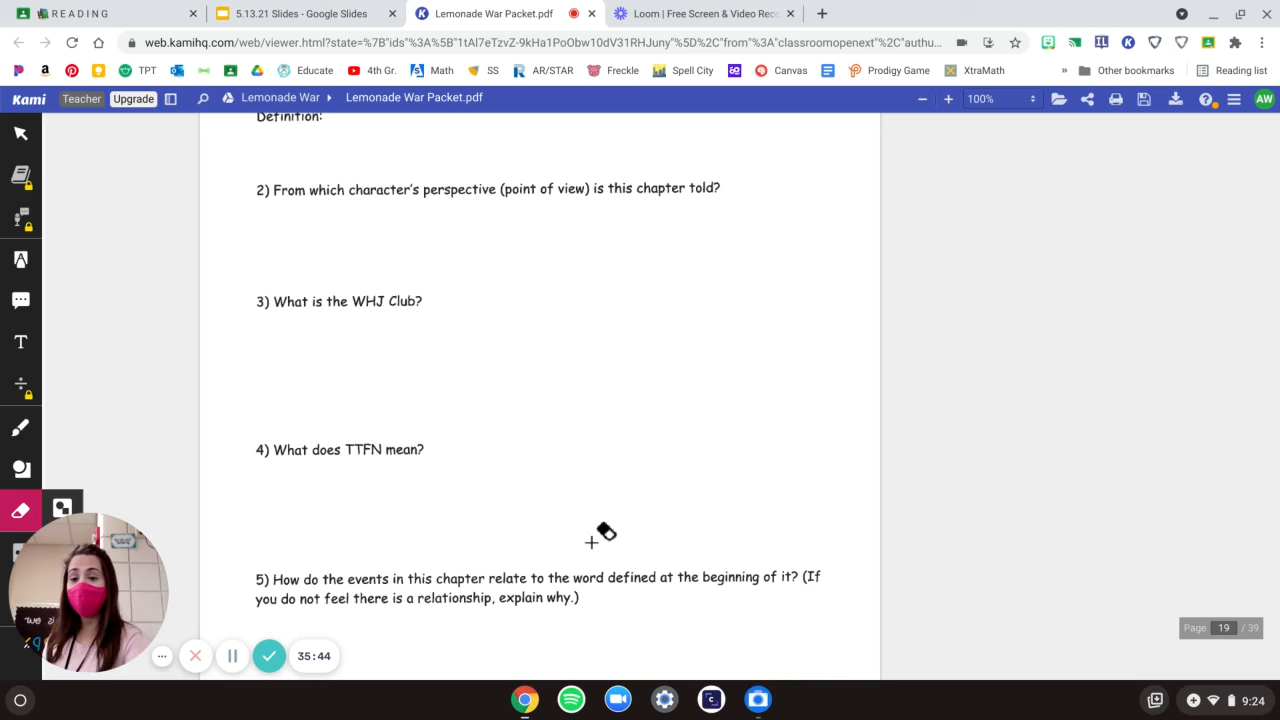 READING
5.13.21 Slides - Google Slides
Lemonade War Packet.pdf
Loom | Free Screen & Video Rec
web.kamihq.com/web/viewer.html?state=%7B"ids"%3A%5B"1tAl7eTzvZ-9kHa1PoObw10dV31RHJuny"%5D%2C"from"%3A"classroomopenext"%2C"authu...
TPT
Educate
4th Gr.
Math
SS
AR/STAR
Freckle
Spell City
Canvas
Prodigy Game
XtraMath
»
Other bookmarks
Reading list
Kami
Teacher
Upgrade
Lemonade War
Lemonade War Packet.pdf
100%
AW
Definition:
2) From which character's perspective (point of view) is this chapter told?
3) What is the WHJ Club?
4) What does TTFN mean?
5) How do the events in this chapter relate to the word defined at the beginning of it? (If
you do not feel there is a relationship, explain why.)
Page 19 / 39
35:44
9:24